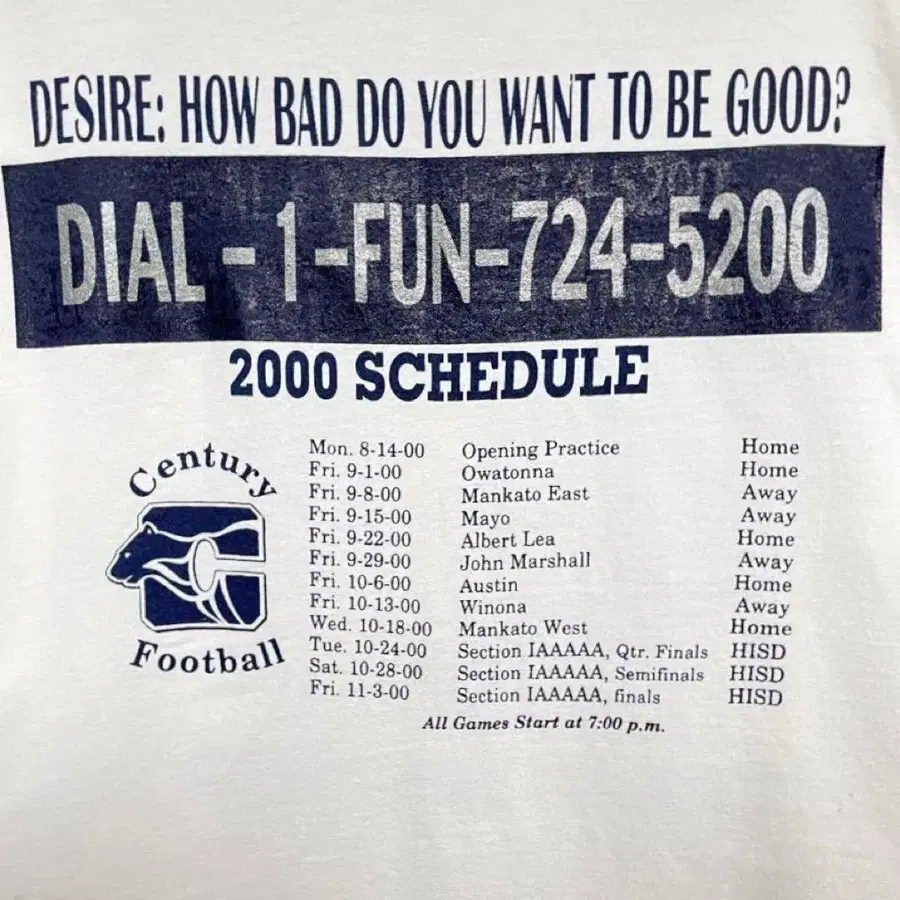 DESIRE: HOW BAD DO YOU WANT TO BE GOOD?
DIAL - 1-FUN-724-5200
2000 SCHEDULE
Century
Football
Mon. 8-14-00 Opening Practice Home
Fri. 9-1-00 Owatonna Home
Fri. 9-8-00 Mankato East Away
Fri. 9-15-00 Mayo Away
Fri. 9-22-00 Albert Lea Home
Fri. 9-29-00 John Marshall Away
Fri. 10-6-00 Austin Home
Fri. 10-13-00 Winona Away
Wed. 10-18-00 Mankato West Home
Tue. 10-24-00 Section IAAAAA, Qtr. Finals HISD
Sat. 10-28-00 Section IAAAAA, Semifinals HISD
Fri. 11-3-00 Section IAAAAA, finals HISD
All Games Start at 7:00 p.m.